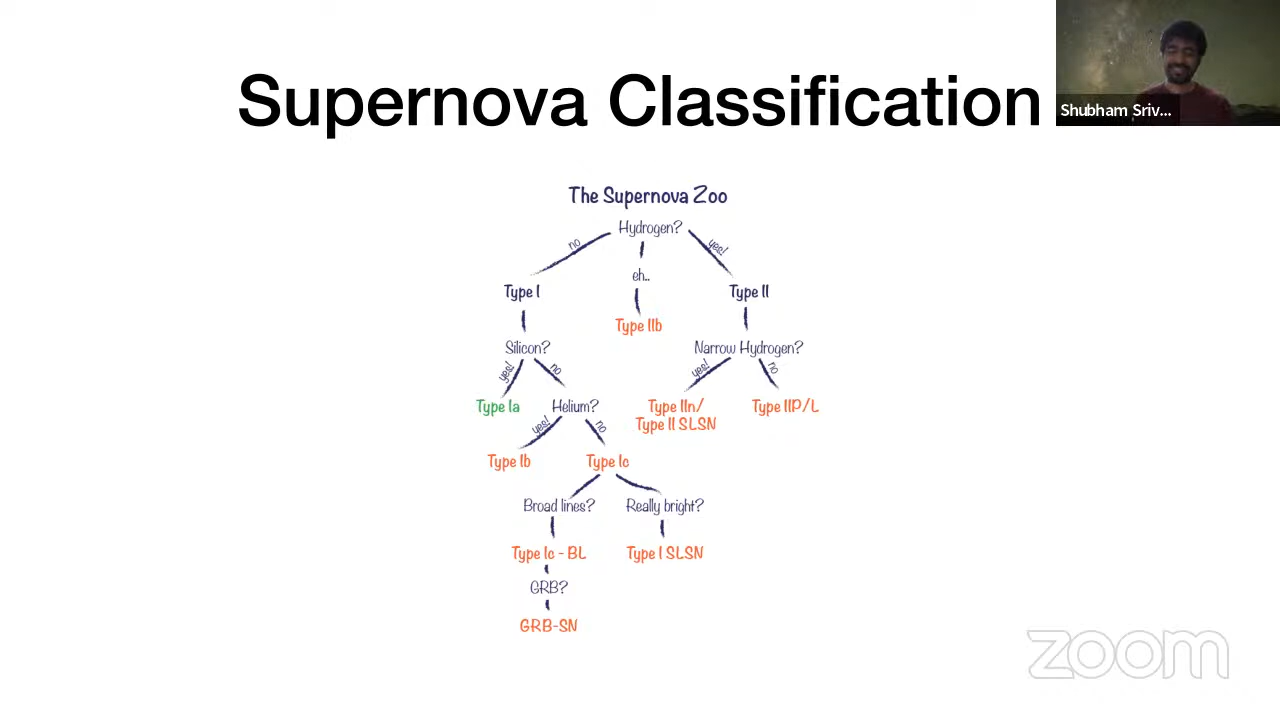 Supernova Classification
Shubham Sriv...
The Supernova Zoo
Hydrogen?
no
yes!
eh..
Type I
Type II
Type IIb
Silicon?
Narrow Hydrogen?
yes!
no
yes!
no
Type Ia
Helium?
Type IIn/
Type II SLSN
Type IIP/L
yes!
no
Type Ib
Type Ic
Broad lines?
Really bright?
Type Ic - BL
Type I SLSN
GRB?
GRB-SN
zoom